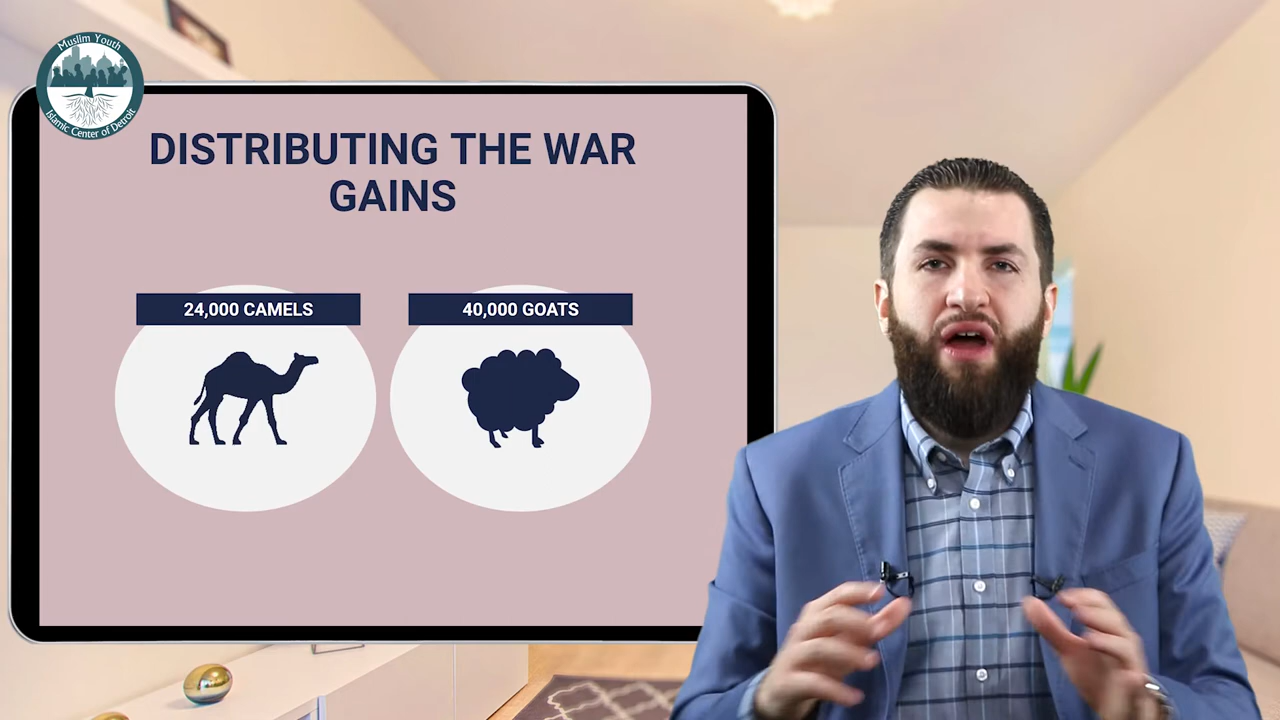 Muslim Youth
Islamic Center of Detroit
DISTRIBUTING THE WAR
GAINS
24,000 CAMELS
40,000 GOATS